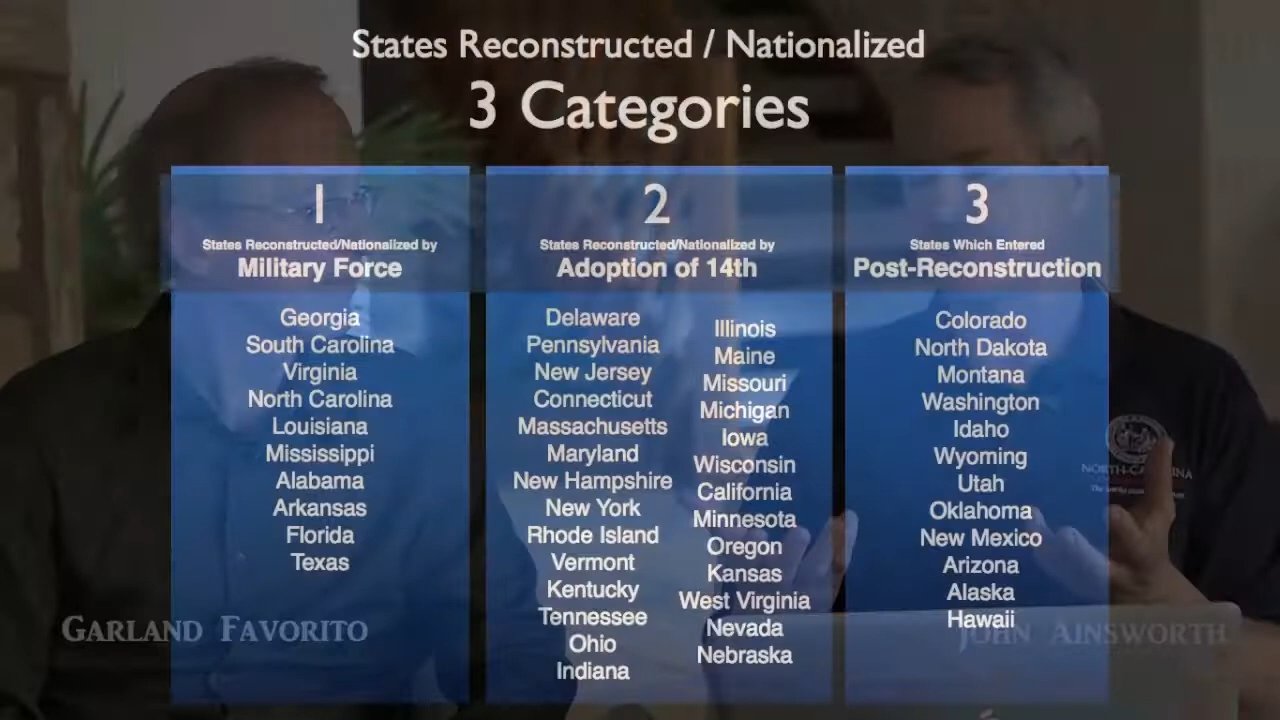 States Reconstructed / Nationalized
3 Categories
1
States Reconstructed/Nationalized by
Military Force
Georgia
South Carolina
Virginia
North Carolina
Louisiana
Mississippi
Alabama
Arkansas
Florida
Texas
2
States Reconstructed/Nationalized by
Adoption of 14th
Delaware
Pennsylvania
New Jersey
Connecticut
Massachusetts
Maryland
New Hampshire
New York
Rhode Island
Vermont
Kentucky
Tennessee
Ohio
Indiana
Illinois
Maine
Missouri
Michigan
Iowa
Wisconsin
California
Minnesota
Oregon
Kansas
West Virginia
Nevada
Nebraska
3
States Which Entered
Post-Reconstruction
Colorado
North Dakota
Montana
Washington
Idaho
Wyoming
Utah
Oklahoma
New Mexico
Arizona
Alaska
Hawaii
Garland Favorito
John Ainsworth